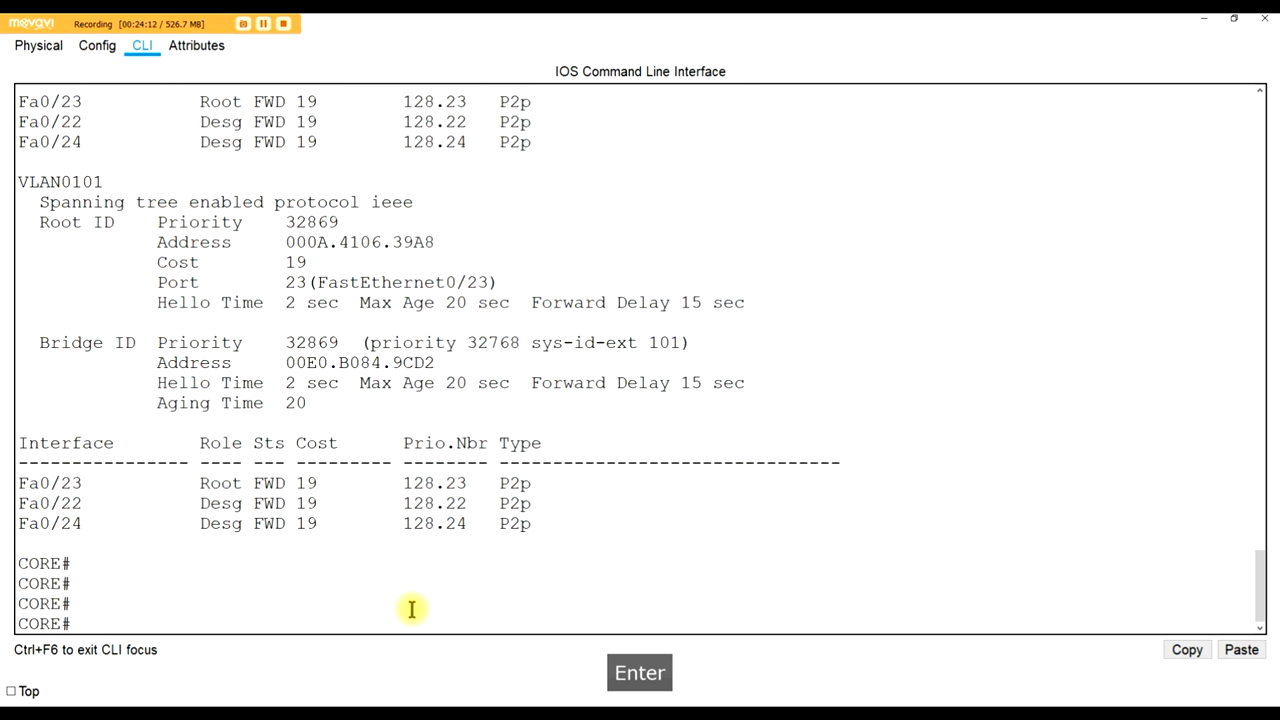 movavi Recording [00:24:12 / 526.7 MB]
Physical Config CLI Attributes
IOS Command Line Interface
Fa0/23 Root FWD 19 128.23 P2p
Fa0/22 Desg FWD 19 128.22 P2p
Fa0/24 Desg FWD 19 128.24 P2p
VLAN0101
Spanning tree enabled protocol ieee
Root ID Priority 32869
Address 000A.4106.39A8
Cost 19
Port 23(FastEthernet0/23)
Hello Time 2 sec Max Age 20 sec Forward Delay 15 sec
Bridge ID Priority 32869 (priority 32768 sys-id-ext 101)
Address 00E0.B084.9CD2
Hello Time 2 sec Max Age 20 sec Forward Delay 15 sec
Aging Time 20
Interface Role Sts Cost Prio.Nbr Type
---------------- ---- --- --------- -------- --------------------------------
Fa0/23 Root FWD 19 128.23 P2p
Fa0/22 Desg FWD 19 128.22 P2p
Fa0/24 Desg FWD 19 128.24 P2p
CORE#
CORE#
CORE#
CORE#
Ctrl+F6 to exit CLI focus
Copy Paste
Enter
Top